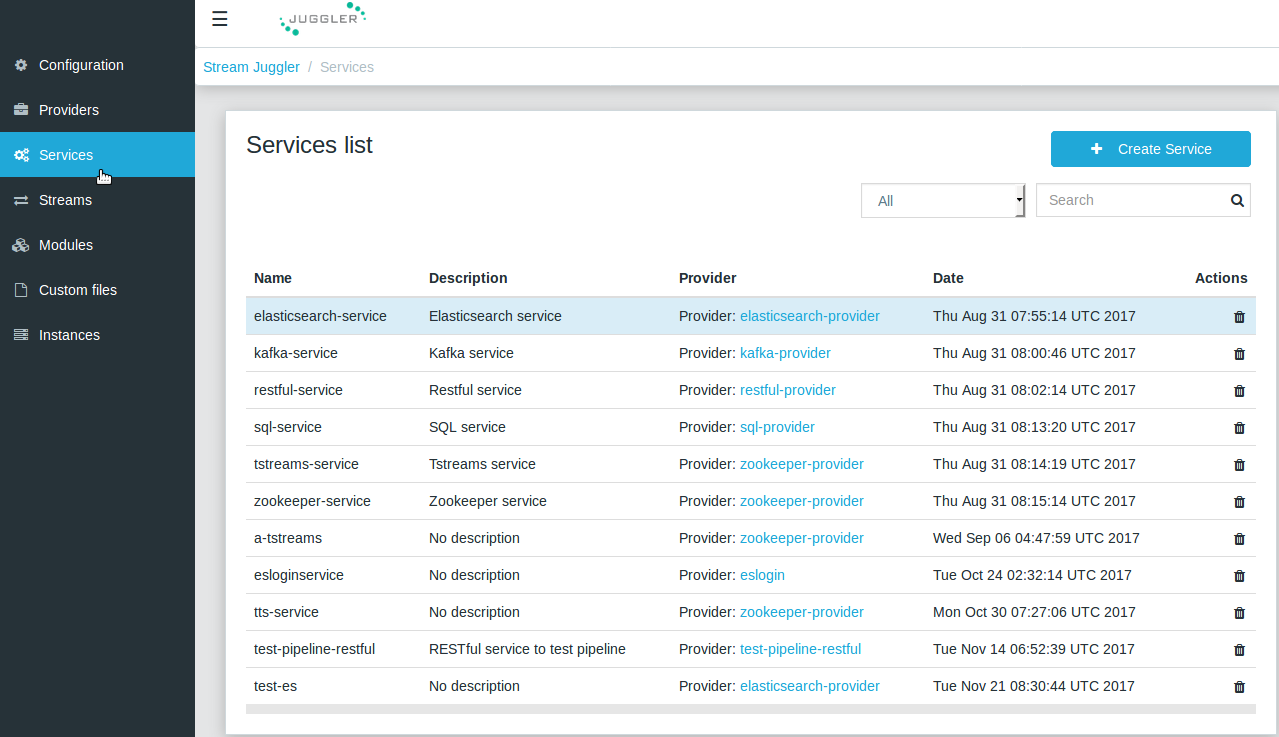 ☰ JUGGLER
Configuration
Providers
Services
Streams
Modules
Custom files
Instances
Stream Juggler / Services
Services list
+ Create Service
All
Search
Name Description Provider Date Actions
elasticsearch-service Elasticsearch service Provider: elasticsearch-provider Thu Aug 31 07:55:14 UTC 2017
kafka-service Kafka service Provider: kafka-provider Thu Aug 31 08:00:46 UTC 2017
restful-service Restful service Provider: restful-provider Thu Aug 31 08:02:14 UTC 2017
sql-service SQL service Provider: sql-provider Thu Aug 31 08:13:20 UTC 2017
tstreams-service Tstreams service Provider: zookeeper-provider Thu Aug 31 08:14:19 UTC 2017
zookeeper-service Zookeeper service Provider: zookeeper-provider Thu Aug 31 08:15:14 UTC 2017
a-tstreams No description Provider: zookeeper-provider Wed Sep 06 04:47:59 UTC 2017
esloginservice No description Provider: eslogin Tue Oct 24 02:32:14 UTC 2017
tts-service No description Provider: zookeeper-provider Mon Oct 30 07:27:06 UTC 2017
test-pipeline-restful RESTful service to test pipeline Provider: test-pipeline-restful Tue Nov 14 06:52:39 UTC 2017
test-es No description Provider: elasticsearch-provider Tue Nov 21 08:30:44 UTC 2017